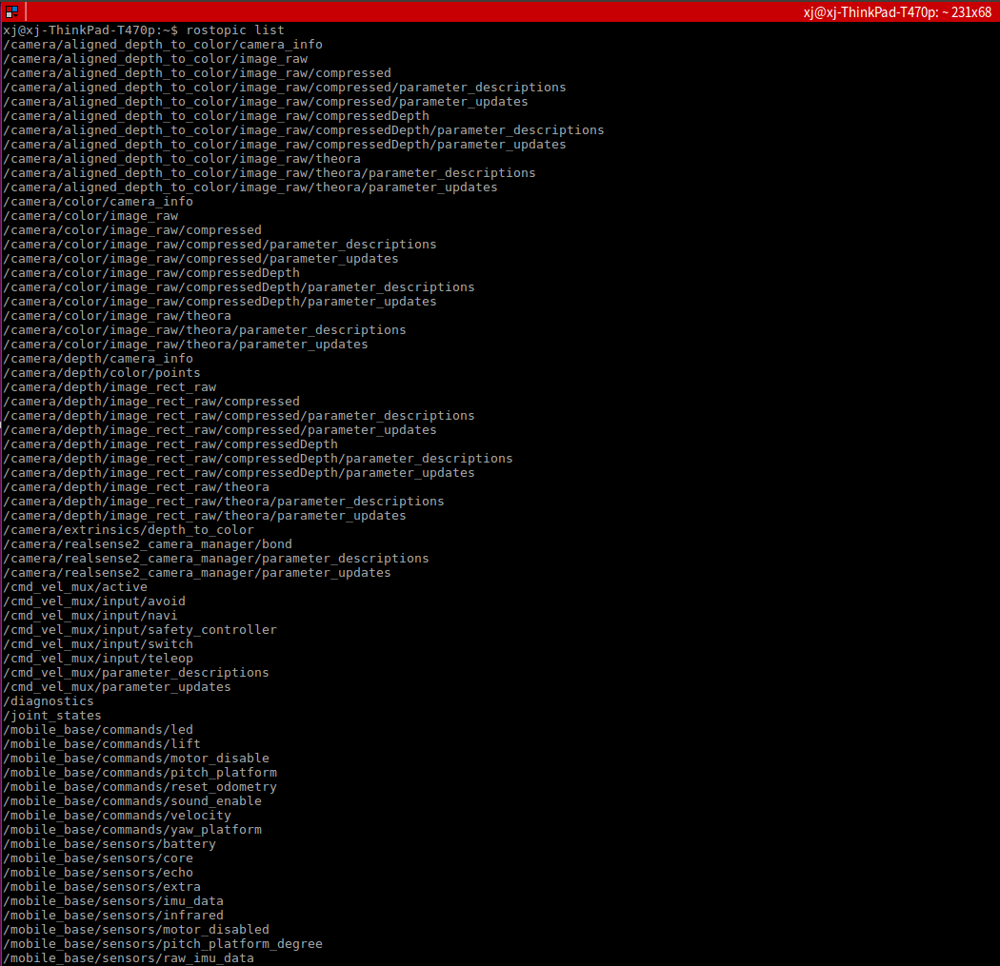 xj@xj-ThinkPad-T470p: ~ 231x68
xj@xj-ThinkPad-T470p:~$ rostopic list
/camera/aligned_depth_to_color/camera_info
/camera/aligned_depth_to_color/image_raw
/camera/aligned_depth_to_color/image_raw/compressed
/camera/aligned_depth_to_color/image_raw/compressed/parameter_descriptions
/camera/aligned_depth_to_color/image_raw/compressed/parameter_updates
/camera/aligned_depth_to_color/image_raw/compressedDepth
/camera/aligned_depth_to_color/image_raw/compressedDepth/parameter_descriptions
/camera/aligned_depth_to_color/image_raw/compressedDepth/parameter_updates
/camera/aligned_depth_to_color/image_raw/theora
/camera/aligned_depth_to_color/image_raw/theora/parameter_descriptions
/camera/aligned_depth_to_color/image_raw/theora/parameter_updates
/camera/color/camera_info
/camera/color/image_raw
/camera/color/image_raw/compressed
/camera/color/image_raw/compressed/parameter_descriptions
/camera/color/image_raw/compressed/parameter_updates
/camera/color/image_raw/compressedDepth
/camera/color/image_raw/compressedDepth/parameter_descriptions
/camera/color/image_raw/compressedDepth/parameter_updates
/camera/color/image_raw/theora
/camera/color/image_raw/theora/parameter_descriptions
/camera/color/image_raw/theora/parameter_updates
/camera/depth/camera_info
/camera/depth/color/points
/camera/depth/image_rect_raw
/camera/depth/image_rect_raw/compressed
/camera/depth/image_rect_raw/compressed/parameter_descriptions
/camera/depth/image_rect_raw/compressed/parameter_updates
/camera/depth/image_rect_raw/compressedDepth
/camera/depth/image_rect_raw/compressedDepth/parameter_descriptions
/camera/depth/image_rect_raw/compressedDepth/parameter_updates
/camera/depth/image_rect_raw/theora
/camera/depth/image_rect_raw/theora/parameter_descriptions
/camera/depth/image_rect_raw/theora/parameter_updates
/camera/extrinsics/depth_to_color
/camera/realsense2_camera_manager/bond
/camera/realsense2_camera_manager/parameter_descriptions
/camera/realsense2_camera_manager/parameter_updates
/cmd_vel_mux/active
/cmd_vel_mux/input/avoid
/cmd_vel_mux/input/navi
/cmd_vel_mux/input/safety_controller
/cmd_vel_mux/input/switch
/cmd_vel_mux/input/teleop
/cmd_vel_mux/parameter_descriptions
/cmd_vel_mux/parameter_updates
/diagnostics
/joint_states
/mobile_base/commands/led
/mobile_base/commands/lift
/mobile_base/commands/motor_disable
/mobile_base/commands/pitch_platform
/mobile_base/commands/reset_odometry
/mobile_base/commands/sound_enable
/mobile_base/commands/velocity
/mobile_base/commands/yaw_platform
/mobile_base/sensors/battery
/mobile_base/sensors/core
/mobile_base/sensors/echo
/mobile_base/sensors/extra
/mobile_base/sensors/imu_data
/mobile_base/sensors/infrared
/mobile_base/sensors/motor_disabled
/mobile_base/sensors/pitch_platform_degree
/mobile_base/sensors/raw_imu_data